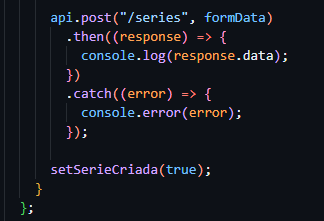 api.post("/series", formData)
.then((response) => {
console.log(response.data);
})
.catch((error) => {
console.error(error);
});
setSerieCriada(true);
}
};